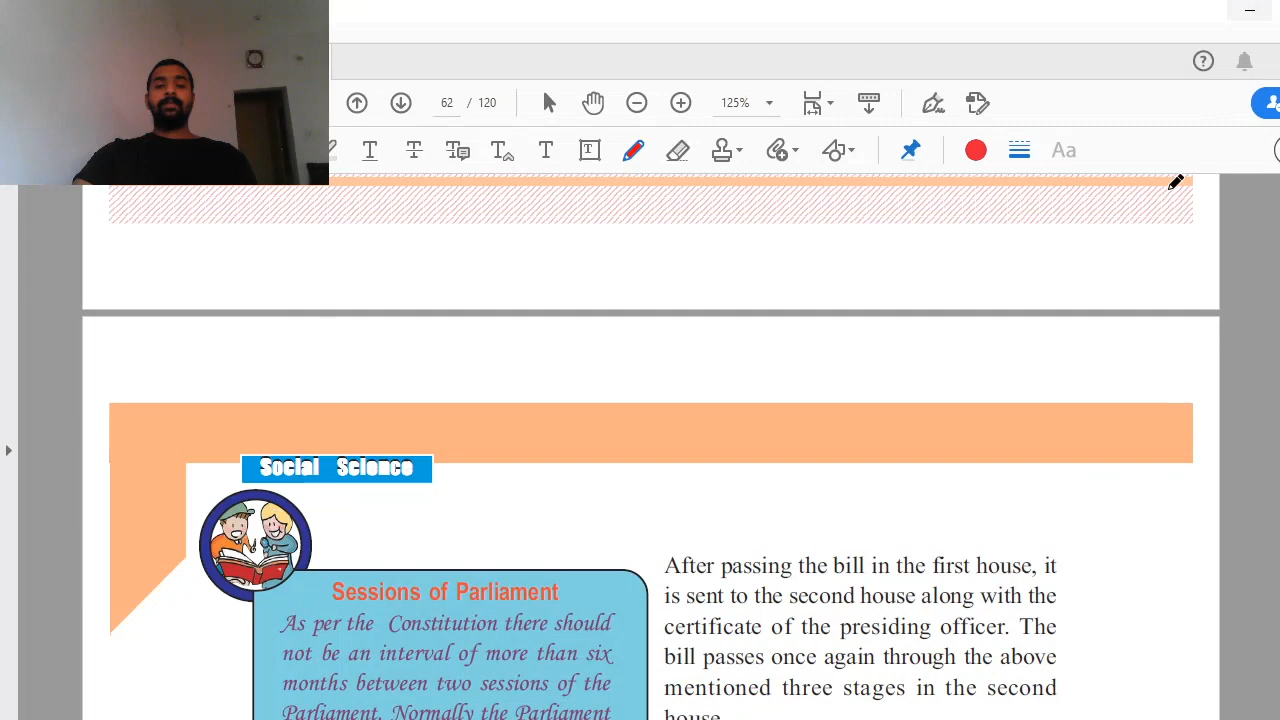 62 / 120
125%
Aa
Social Science
Sessions of Parliament
As per the Constitution there should
not be an interval of more than six
months between two sessions of the
Parliament. Normally the Parliament
After passing the bill in the first house, it
is sent to the second house along with the
certificate of the presiding officer. The
bill passes once again through the above
mentioned three stages in the second
house.